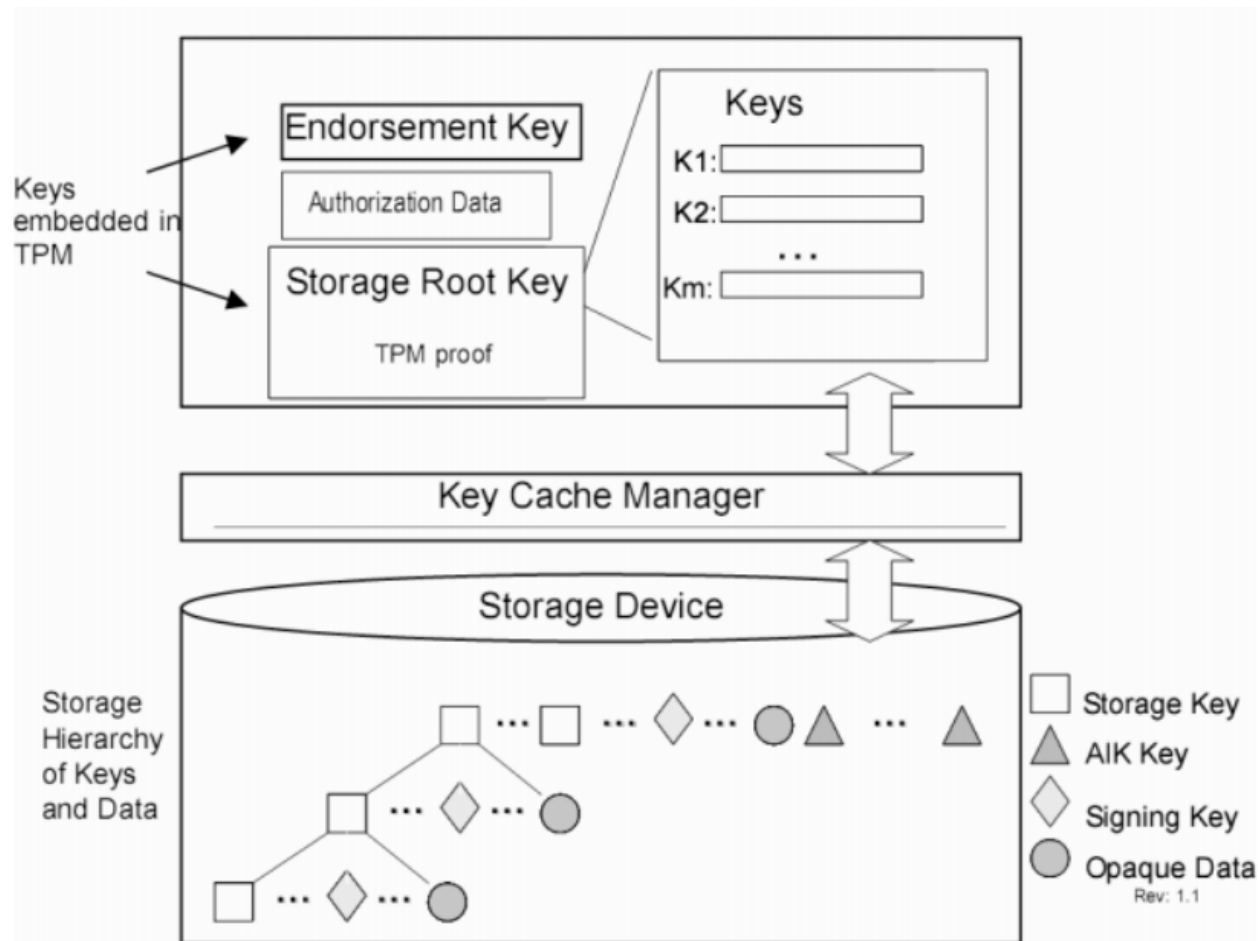 Endorsement Key
Authorization Data
Storage Root Key
TPM proof
Keys
embedded in
TPM
Keys
K1:
K2:
...
Km:
Key Cache Manager
Storage Device
Storage
Hierarchy
of Keys
and Data
... ... ... ...
... ...
... ...
Storage Key
AIK Key
Signing Key
Opaque Data
Rev: 1.1